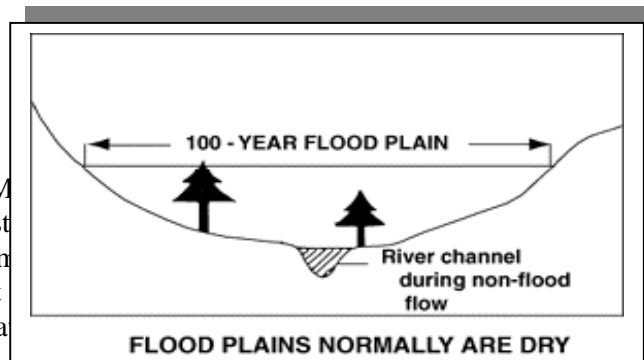 100 - YEAR FLOOD PLAIN
River channel
during non-flood
flow
FLOOD PLAINS NORMALLY ARE DRY